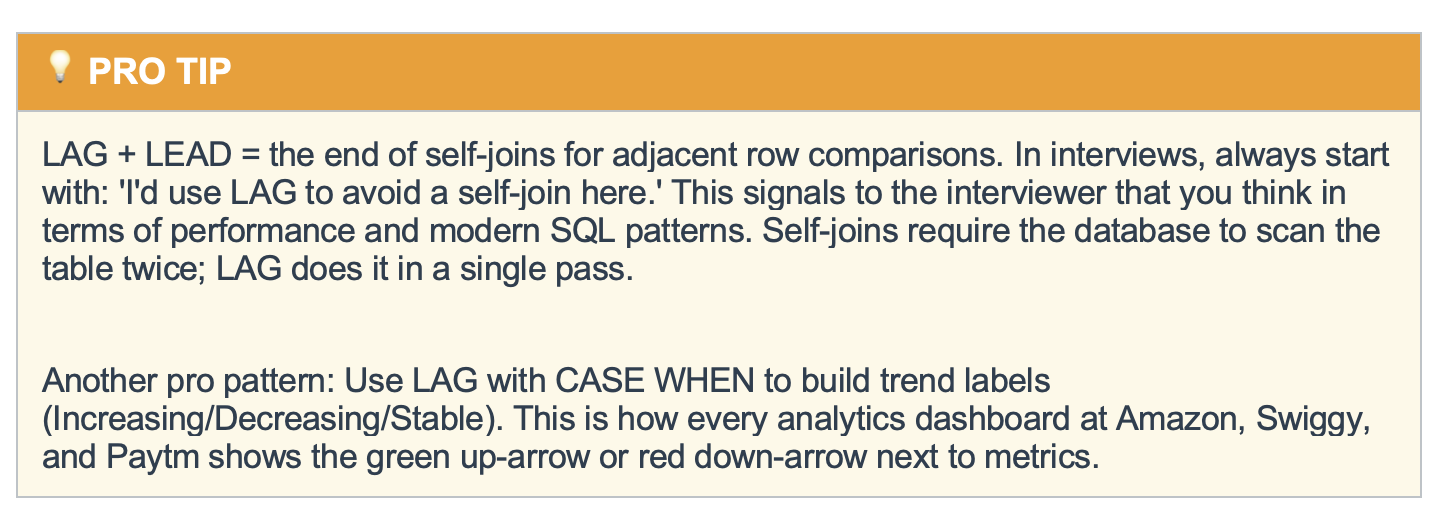 💡 PRO TIP
LAG + LEAD = the end of self-joins for adjacent row comparisons. In interviews, always start
with: 'I'd use LAG to avoid a self-join here.' This signals to the interviewer that you think in
terms of performance and modern SQL patterns. Self-joins require the database to scan the
table twice; LAG does it in a single pass.
Another pro pattern: Use LAG with CASE WHEN to build trend labels
(Increasing/Decreasing/Stable). This is how every analytics dashboard at Amazon, Swiggy,
and Paytm shows the green up-arrow or red down-arrow next to metrics.